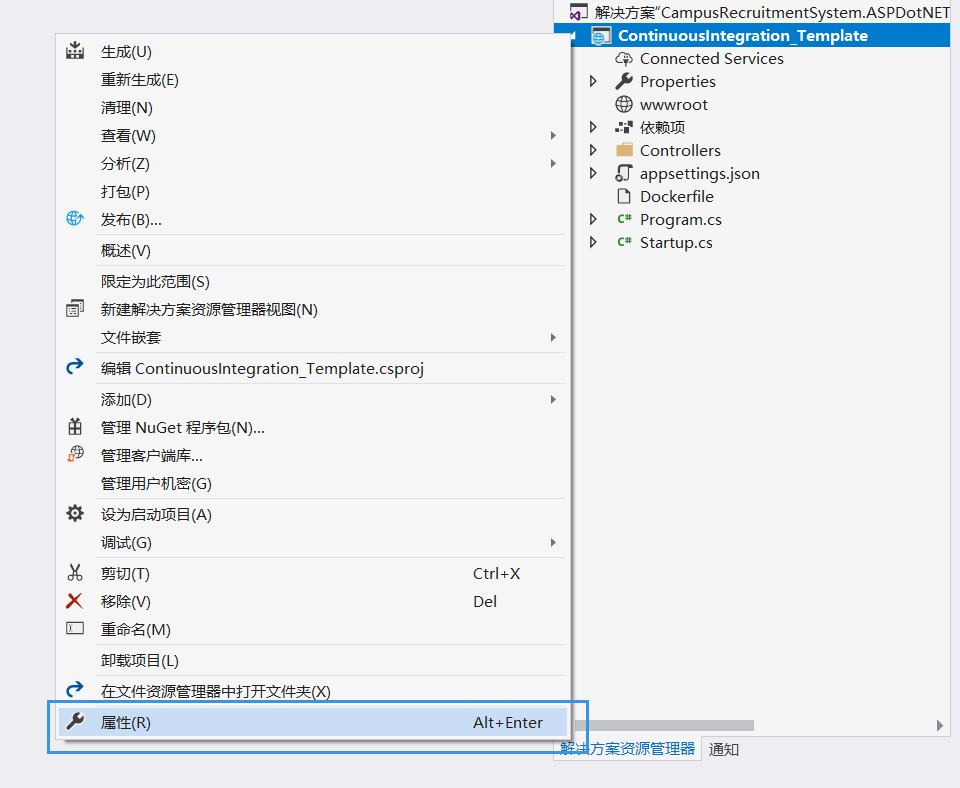 生成(U)
重新生成(E)
清理(N)
查看(W)
分析(Z)
打包(P)
发布(B)...
概述(V)
限定为此范围(S)
新建解决方案资源管理器视图(N)
文件嵌套
编辑 ContinuousIntegration_Template.csproj
添加(D)
管理 NuGet 程序包(N)...
管理客户端库...
管理用户机密(G)
设为启动项目(A)
调试(G)
剪切(T) Ctrl+X
移除(V) Del
重命名(M)
卸载项目(L)
在文件资源管理器中打开文件夹(X)
属性(R) Alt+Enter
解决方案"CampusRecruitmentSystem.ASPDotNET
ContinuousIntegration_Template
Connected Services
Properties
wwwroot
依赖项
Controllers
appsettings.json
Dockerfile
C# Program.cs
C# Startup.cs
解决方案资源管理器 通知